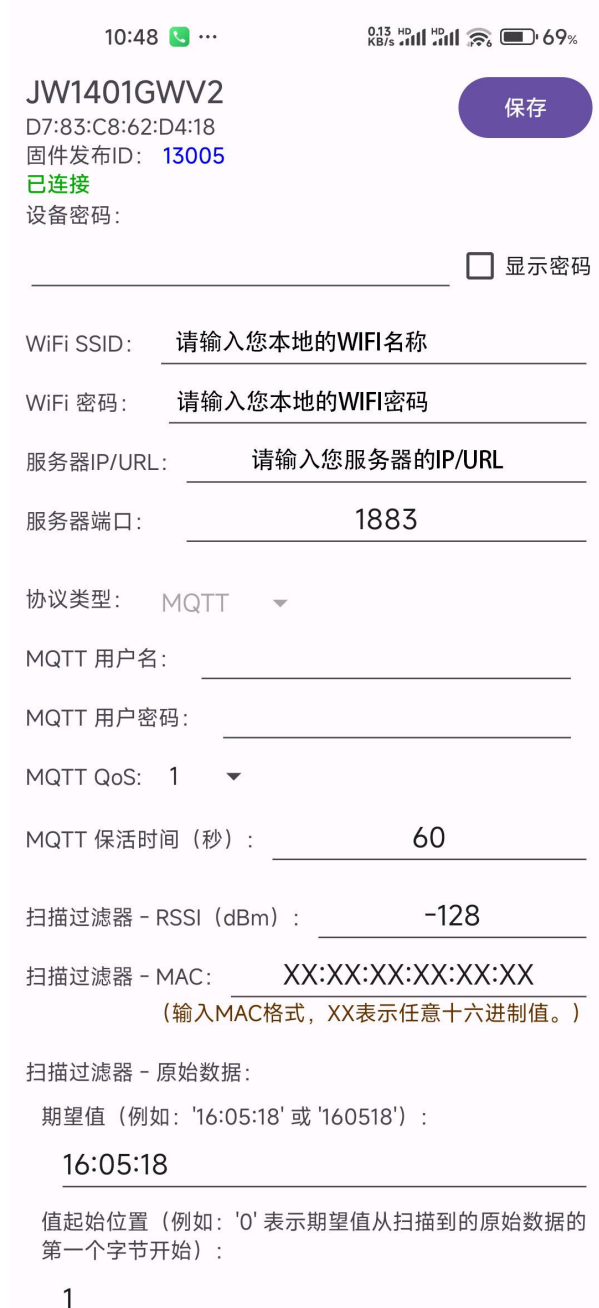 10:48 ...
0.13 KB/s HD HD 6 69%
JW1401GWV2
保存
D7:83:C8:62:D4:18
固件发布ID： 13005
已连接
设备密码：
显示密码
WiFi SSID： 请输入您本地的WIFI名称
WiFi 密码： 请输入您本地的WIFI密码
服务器IP/URL： 请输入您服务器的IP/URL
服务器端口： 1883
协议类型： MQTT
MQTT 用户名：
MQTT 用户密码：
MQTT QoS: 1
MQTT 保活时间（秒）： 60
扫描过滤器 - RSSI（dBm）： -128
扫描过滤器 - MAC： XX:XX:XX:XX:XX:XX
（输入MAC格式，XX表示任意十六进制值。）
扫描过滤器 - 原始数据：
期望值（例如：'16:05:18' 或 '160518'）：
16:05:18
值起始位置（例如：'0' 表示期望值从扫描到的原始数据的
第一个字节开始）：
1